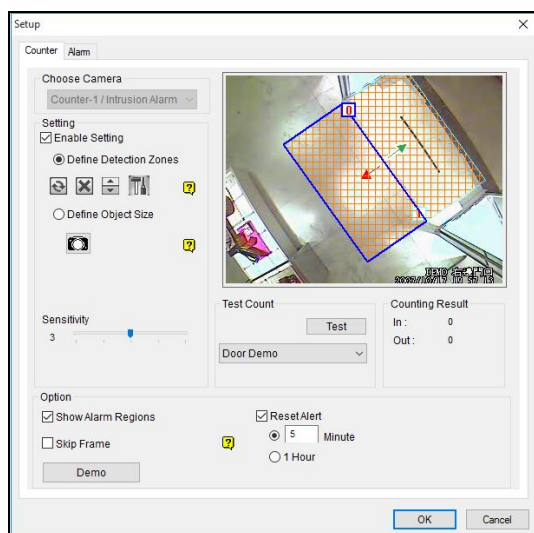 Setup
Counter
Alarm
Choose Camera
Counter-1 / Intrusion Alarm
Setting
Enable Setting
Define Detection Zones
Define Object Size
Sensitivity
3
0
Test Count
Test
Door Demo
Counting Result
In : 0
Out : 0
Option
Show Alarm Regions
Skip Frame
Demo
Reset Alert
5 Minute
1 Hour
OK
Cancel